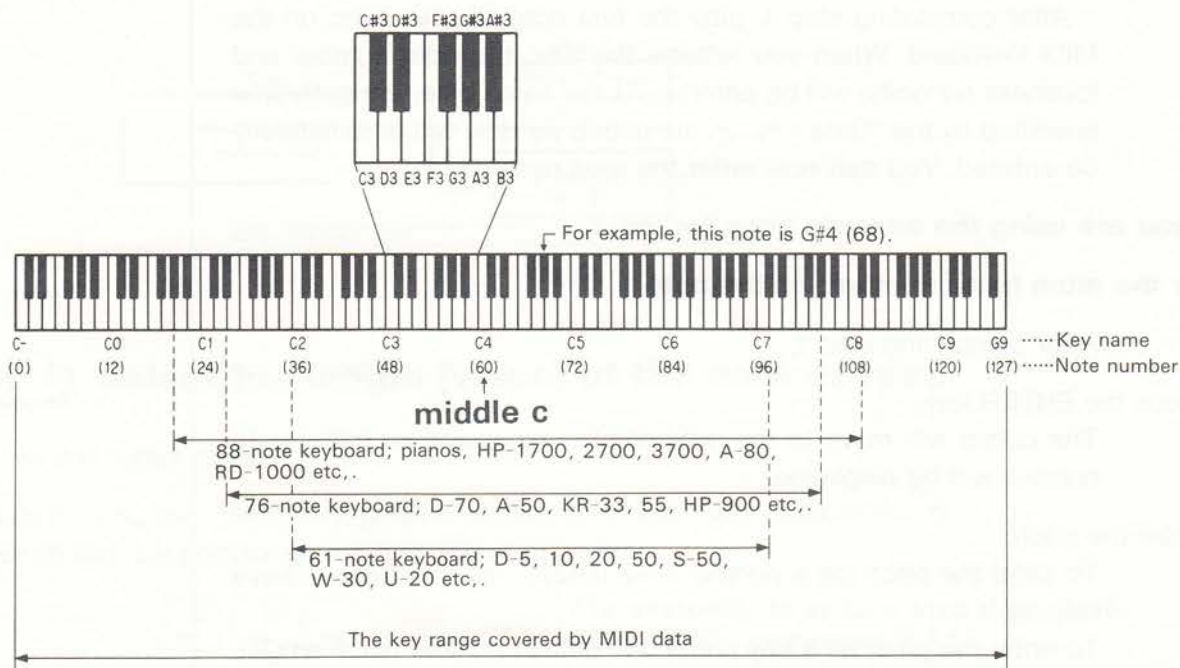 C#3 D#3 F#3 G#3 A#3
C3 D3 E3 F3 G3 A3 B3
For example, this note is G#4 (68).
C- C0 C1 C2 C3 C4 C5 C6 C7 C8 C9 G9 ······Key name
(0) (12) (24) (36) (48) (60) (72) (84) (96) (108) (120) (127) ······Note number
middle c
88-note keyboard; pianos, HP-1700, 2700, 3700, A-80,
RD-1000 etc,.
76-note keyboard; D-70, A-50, KR-33, 55, HP-900 etc,.
61-note keyboard; D-5, 10, 20, 50, S-50,
W-30, U-20 etc,.
The key range covered by MIDI data